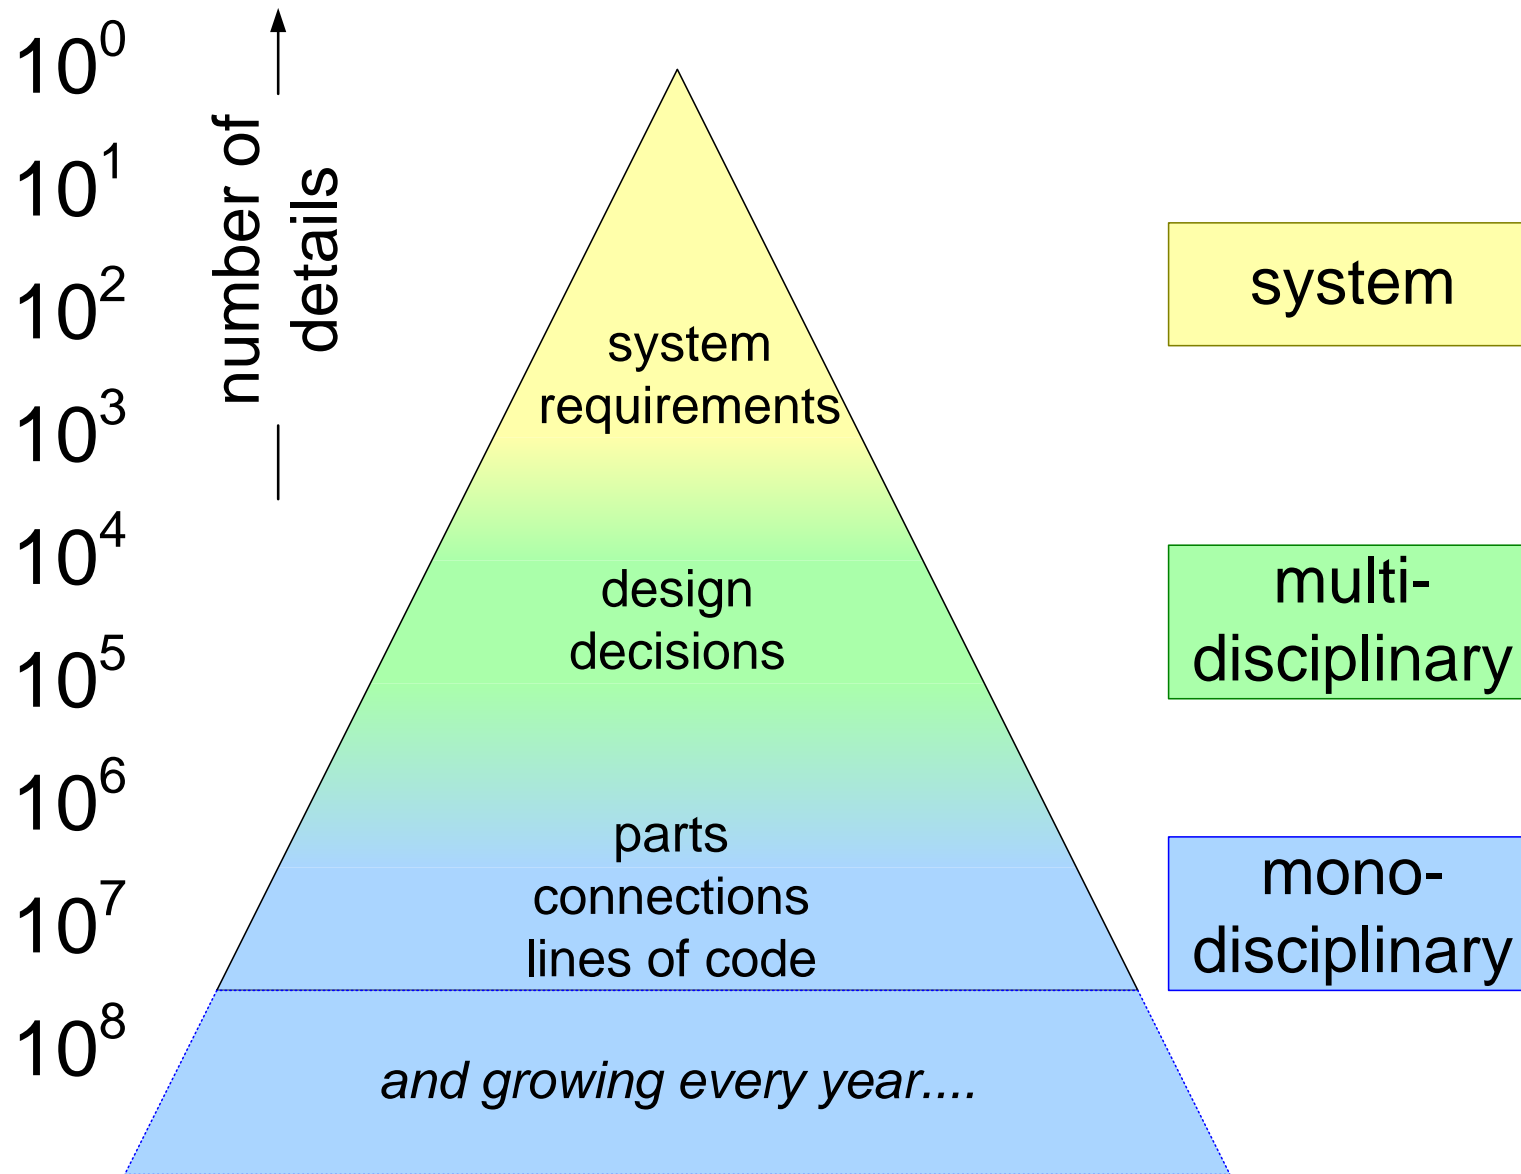 10^0
10^1
10^2
10^3
10^4
10^5
10^6
10^7
10^8
number of
details
system
requirements
design
decisions
parts
connections
lines of code
and growing every year....
system
multi-
disciplinary
mono-
disciplinary